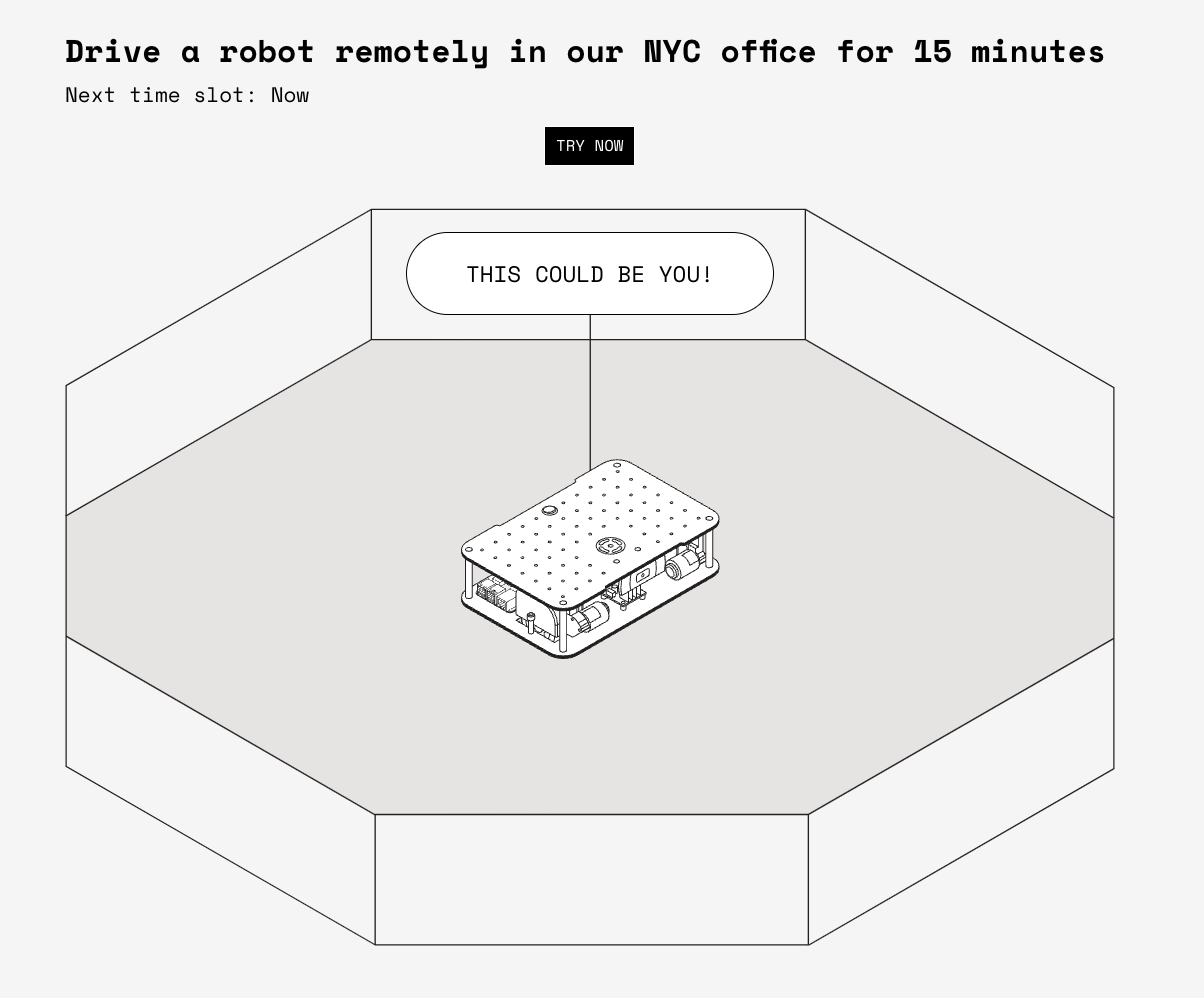 Drive a robot remotely in our NYC office for 15 minutes
Next time slot: Now
TRY NOW
THIS COULD BE YOU!